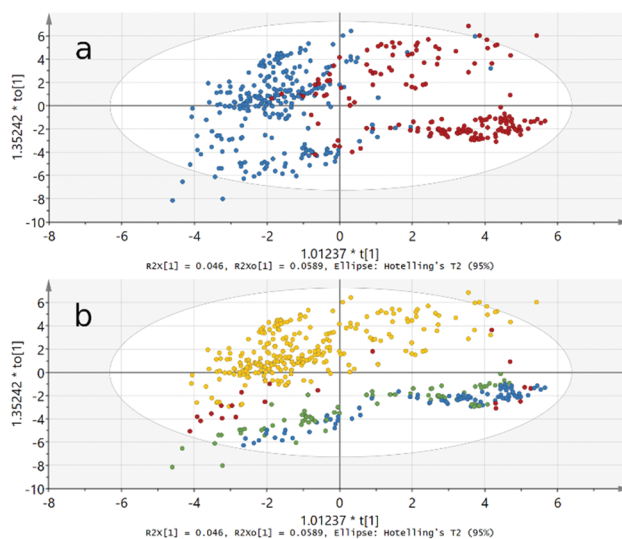 a
6
4
2
0
-2
-4
-6
-8
-10
1.35242 * to[1]
-8 -6 -4 -2 0 2 4 6
1.01237 * t[1]
R2X[1] = 0.046, R2Xo[1] = 0.0589, Ellipse: Hotelling's T2 (95%)
b
6
4
2
0
-2
-4
-6
-8
-10
1.35242 * to[1]
-8 -6 -4 -2 0 2 4 6
1.01237 * t[1]
R2X[1] = 0.046, R2Xo[1] = 0.0589, Ellipse: Hotelling's T2 (95%)